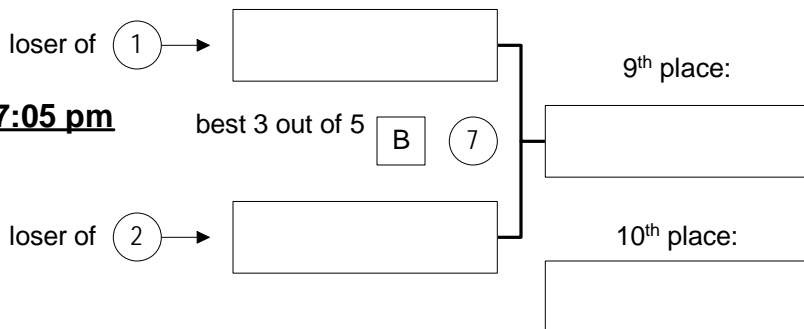 loser of 1
9th place:
7:05 pm
best 3 out of 5 B 7
loser of 2
10th place: